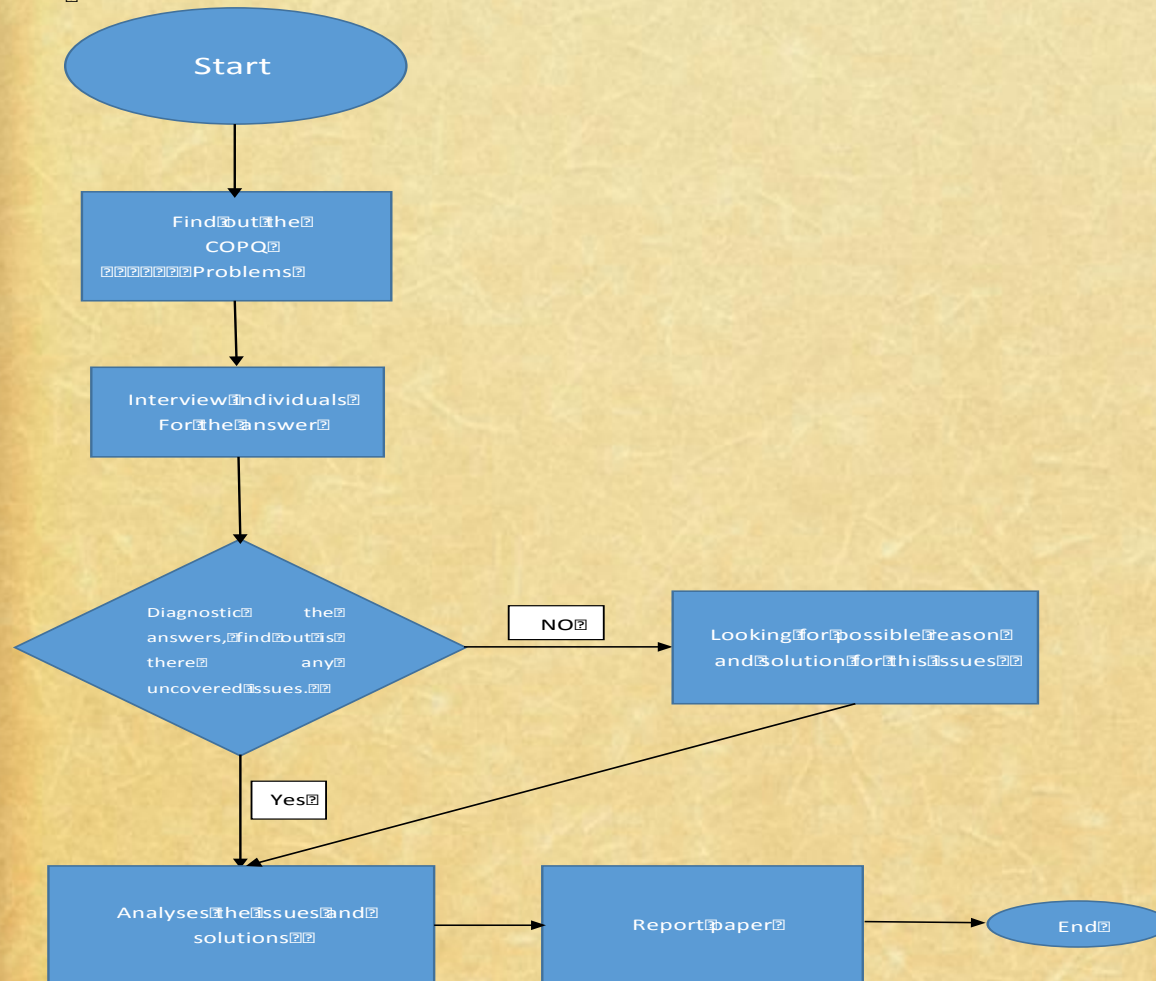 Start
Find out the
COPQ
Problems
Interview individuals
For the answer
Diagnostic the
answers, find out is
there any
uncovered issues.
NO
Looking for possible reason
and solution for this issues
Yes
Analyses the issues and
solutions
Report paper
End